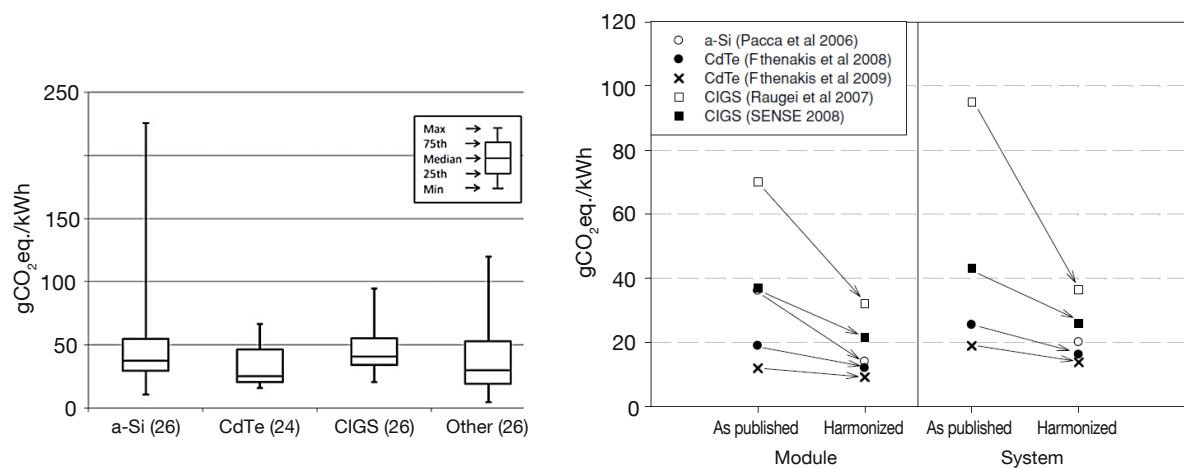 250
150
100
50
0
gCO₂eq./kWh
Max
75th
Median
25th
Min
a-Si (26)
CdTe (24)
CIGS (26)
Other (26)
120
100
80
60
40
20
0
gCO₂eq./kWh
a-Si (Pacca et al 2006)
CdTe (Fthenakis et al 2008)
CdTe (Fthenakis et al 2009)
CIGS (Raugei et al 2007)
CIGS (SENSE 2008)
As published
Harmonized
As published
Harmonized
Module
System